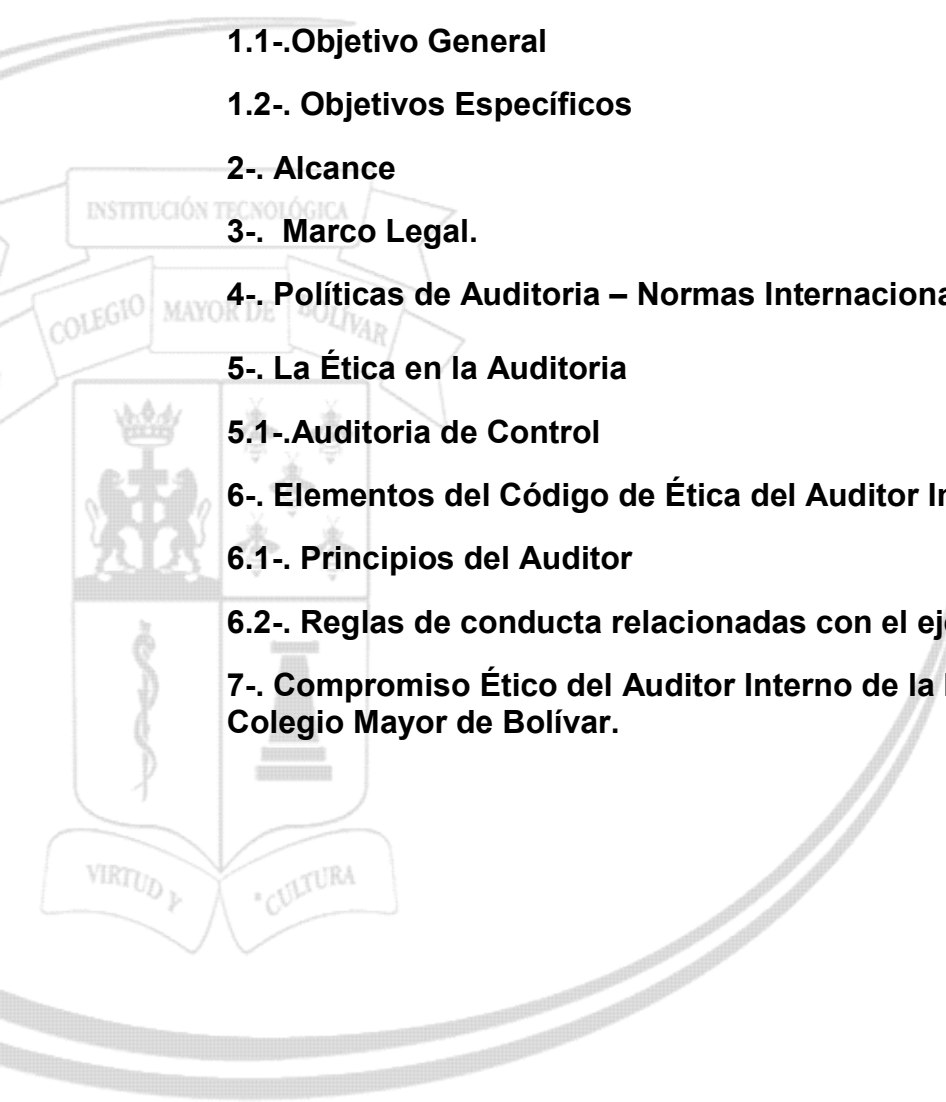 1.1-.Objetivo General
1.2-. Objetivos Específicos
2-. Alcance
INSTITUCIÓN TECNOLÓGICA
3-.  Marco Legal.
COLEGIO MAYOR DE BOLÍVAR
4-. Políticas de Auditoria – Normas
5-. La Ética en la Auditoria
5.1-.Auditoria de Control
6-. Elementos del Código de Ética del Auditor
6.1-. Principios del Auditor
6.2-. Reglas de conducta relacionadas con el
7-. Compromiso Ético del Auditor Interno de la
Colegio Mayor de Bolívar.
VIRTUD Y CULTURA